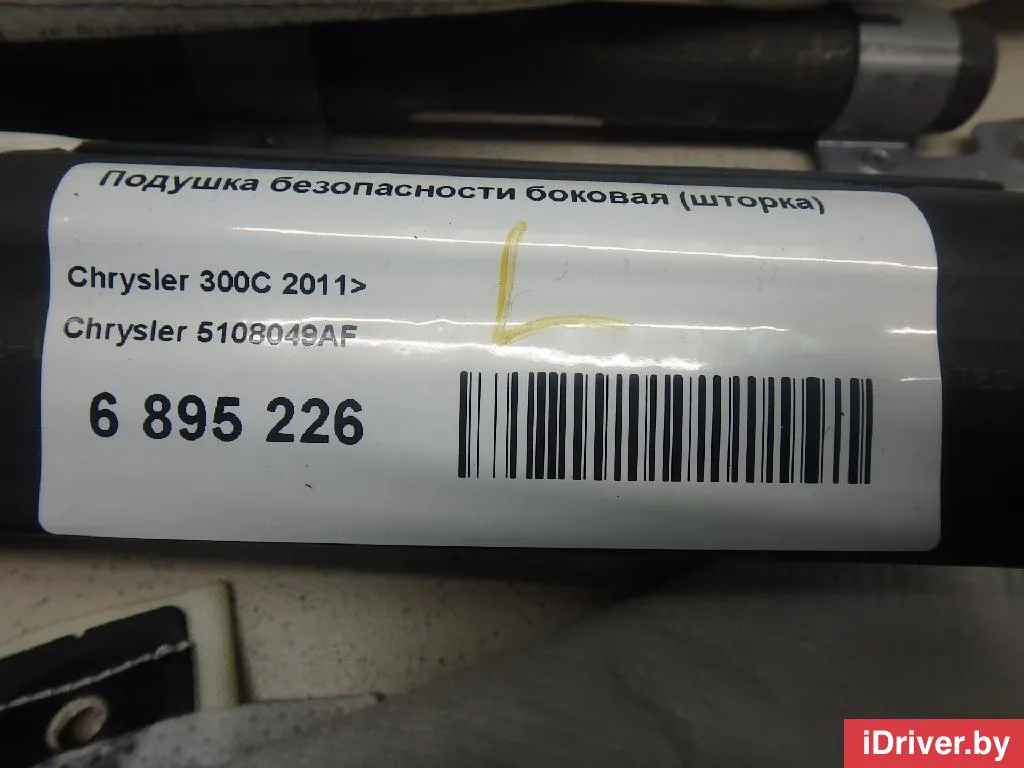 Подушка безопасности боковая (шторка)
L
Chrysler 300C 2011>
Chrysler 5108049AF
6 895 226
iDriver.by